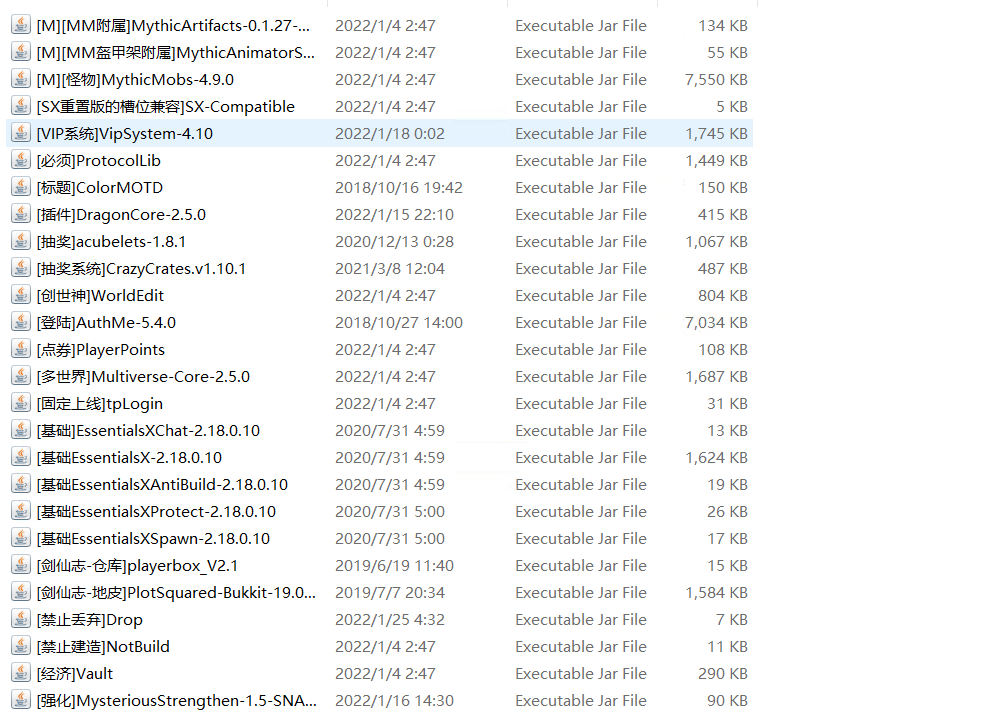 [M][MM附属]MythicArtifacts-0.1.27-... 2022/1/4 2:47 Executable Jar File 134 KB
[M][MM盔甲架附属]MythicAnimatorS... 2022/1/4 2:47 Executable Jar File 55 KB
[M][怪物]MythicMobs-4.9.0 2022/1/4 2:47 Executable Jar File 7,550 KB
[SX重置版的槽位兼容]SX-Compatible 2022/1/4 2:47 Executable Jar File 5 KB
[VIP系统]VipSystem-4.10 2022/1/18 0:02 Executable Jar File 1,745 KB
[必须]ProtocolLib 2022/1/4 2:47 Executable Jar File 1,449 KB
[标题]ColorMOTD 2018/10/16 19:42 Executable Jar File 150 KB
[插件]DragonCore-2.5.0 2022/1/15 22:10 Executable Jar File 415 KB
[抽奖]acubelets-1.8.1 2020/12/13 0:28 Executable Jar File 1,067 KB
[抽奖系统]CrazyCrates.v1.10.1 2021/3/8 12:04 Executable Jar File 487 KB
[创世神]WorldEdit 2022/1/4 2:47 Executable Jar File 804 KB
[登陆]AuthMe-5.4.0 2018/10/27 14:00 Executable Jar File 7,034 KB
[点券]PlayerPoints 2022/1/4 2:47 Executable Jar File 108 KB
[多世界]Multiverse-Core-2.5.0 2022/1/4 2:47 Executable Jar File 1,687 KB
[固定上线]tpLogin 2022/1/4 2:47 Executable Jar File 31 KB
[基础]EssentialsXChat-2.18.0.10 2020/7/31 4:59 Executable Jar File 13 KB
[基础EssentialsX-2.18.0.10 2020/7/31 4:59 Executable Jar File 1,624 KB
[基础EssentialsXAntiBuild-2.18.0.10 2020/7/31 4:59 Executable Jar File 19 KB
[基础EssentialsXProtect-2.18.0.10 2020/7/31 5:00 Executable Jar File 26 KB
[基础EssentialsXSpawn-2.18.0.10 2020/7/31 5:00 Executable Jar File 17 KB
[剑仙志-仓库]playerbox_V2.1 2019/6/19 11:40 Executable Jar File 15 KB
[剑仙志-地皮]PlotSquared-Bukkit-19.0... 2019/7/7 20:34 Executable Jar File 1,584 KB
[禁止丢弃]Drop 2022/1/25 4:32 Executable Jar File 7 KB
[禁止建造]NotBuild 2022/1/4 2:47 Executable Jar File 11 KB
[经济]Vault 2022/1/4 2:47 Executable Jar File 290 KB
[强化]MysteriousStrengthen-1.5-SNA... 2022/1/16 14:30 Executable Jar File 90 KB